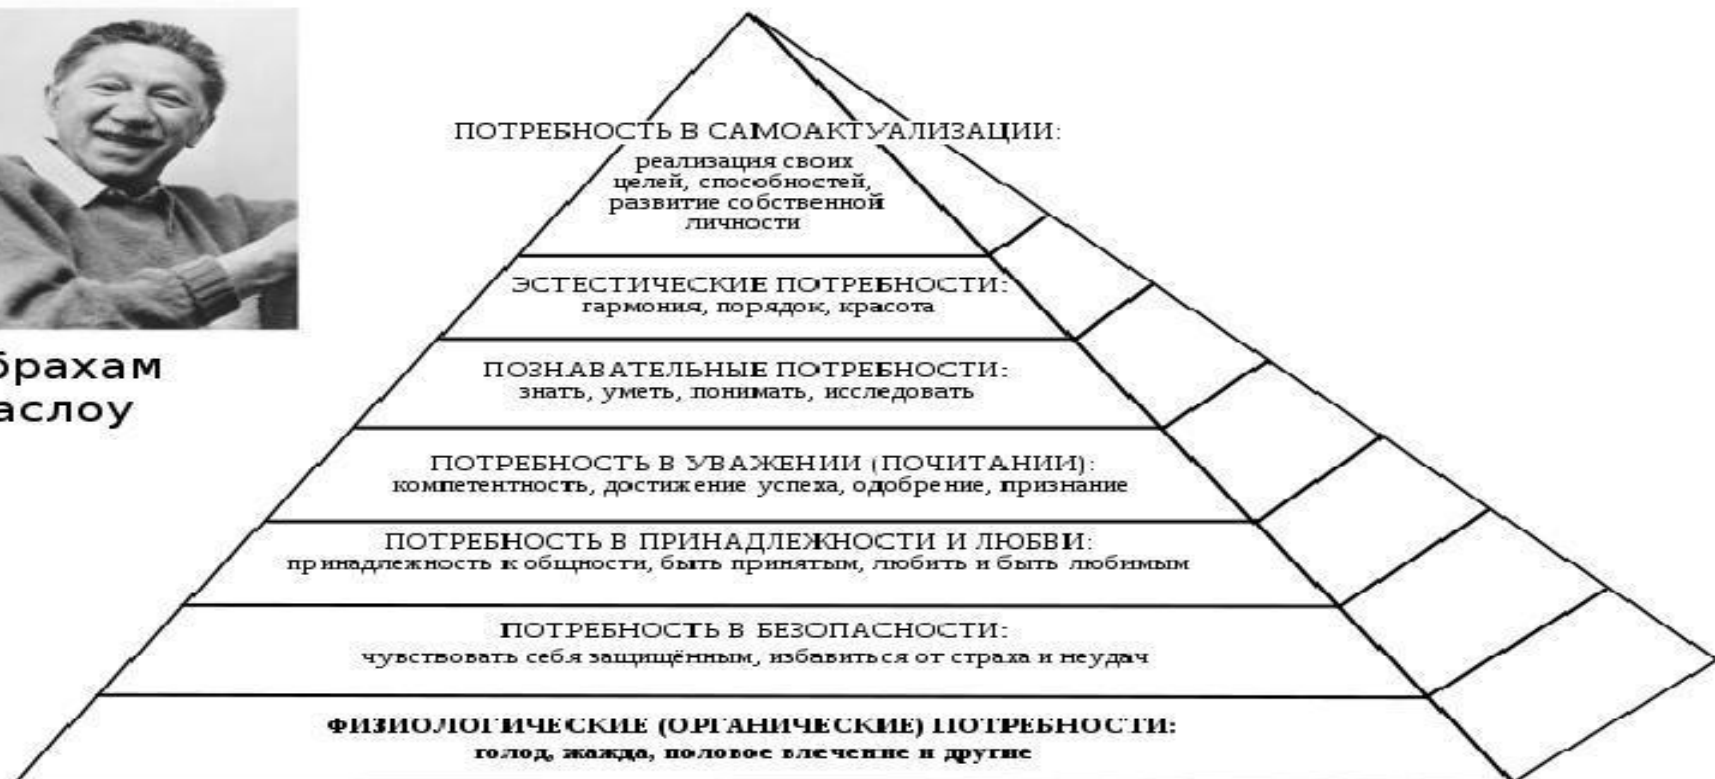 брахам
аслоу
ПОТРЕБНОСТЬ В САМОАКТУАЛИЗАЦИИ:
реализация своих
целей, способностей,
развитие собственной
личности
ЭСТЕСТИЧЕСКИЕ ПОТРЕБНОСТИ:
гармония, порядок, красота
ПОЗНАВАТЕЛЬНЫЕ ПОТРЕБНОСТИ:
знать, уметь, понимать, исследовать
ПОТРЕБНОСТЬ В УВАЖЕНИИ (ПОЧИТАНИИ):
компетентность, достижение успеха, одобрение, признание
ПОТРЕБНОСТЬ В ПРИНАДЛЕЖНОСТИ И ЛЮБВИ:
принадлежность к общности, быть принятым, любить и быть любимым
ПОТРЕБНОСТЬ В БЕЗОПАСНОСТИ:
чувствовать себя защищённым, избавиться от страха и неудач
ФИЗИОЛОГИЧЕСКИЕ (ОРГАНИЧЕСКИЕ) ПОТРЕБНОСТИ:
голод, жажда, половое влечение и другие